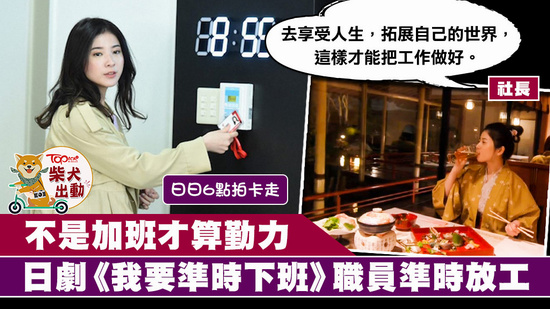 8:59
去享受人生,拓展自己的世界,
這樣才能把工作做好。
社長
TOPick
柴犬
出動
日日6點拍卡走
不是加班才算勤力
日劇《我要準時下班》職員準時放工